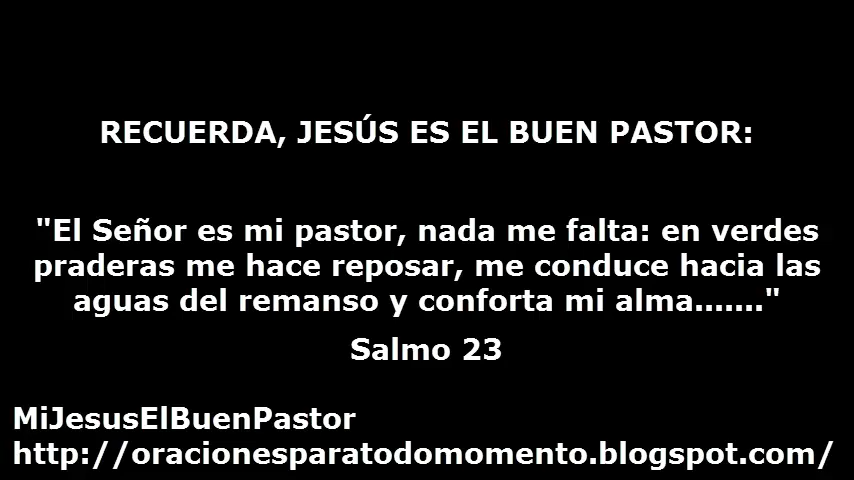 RECUERDA, JESÚS ES EL BUEN PASTOR:
"El Señor es mi pastor, nada me falta: en verdes
praderas me hace reposar, me conduce hacia las
aguas del remanso y conforta mi alma......."
Salmo 23
MiJesusElBuenPastor
http://oracionesparatodomomento.blogspot.com/